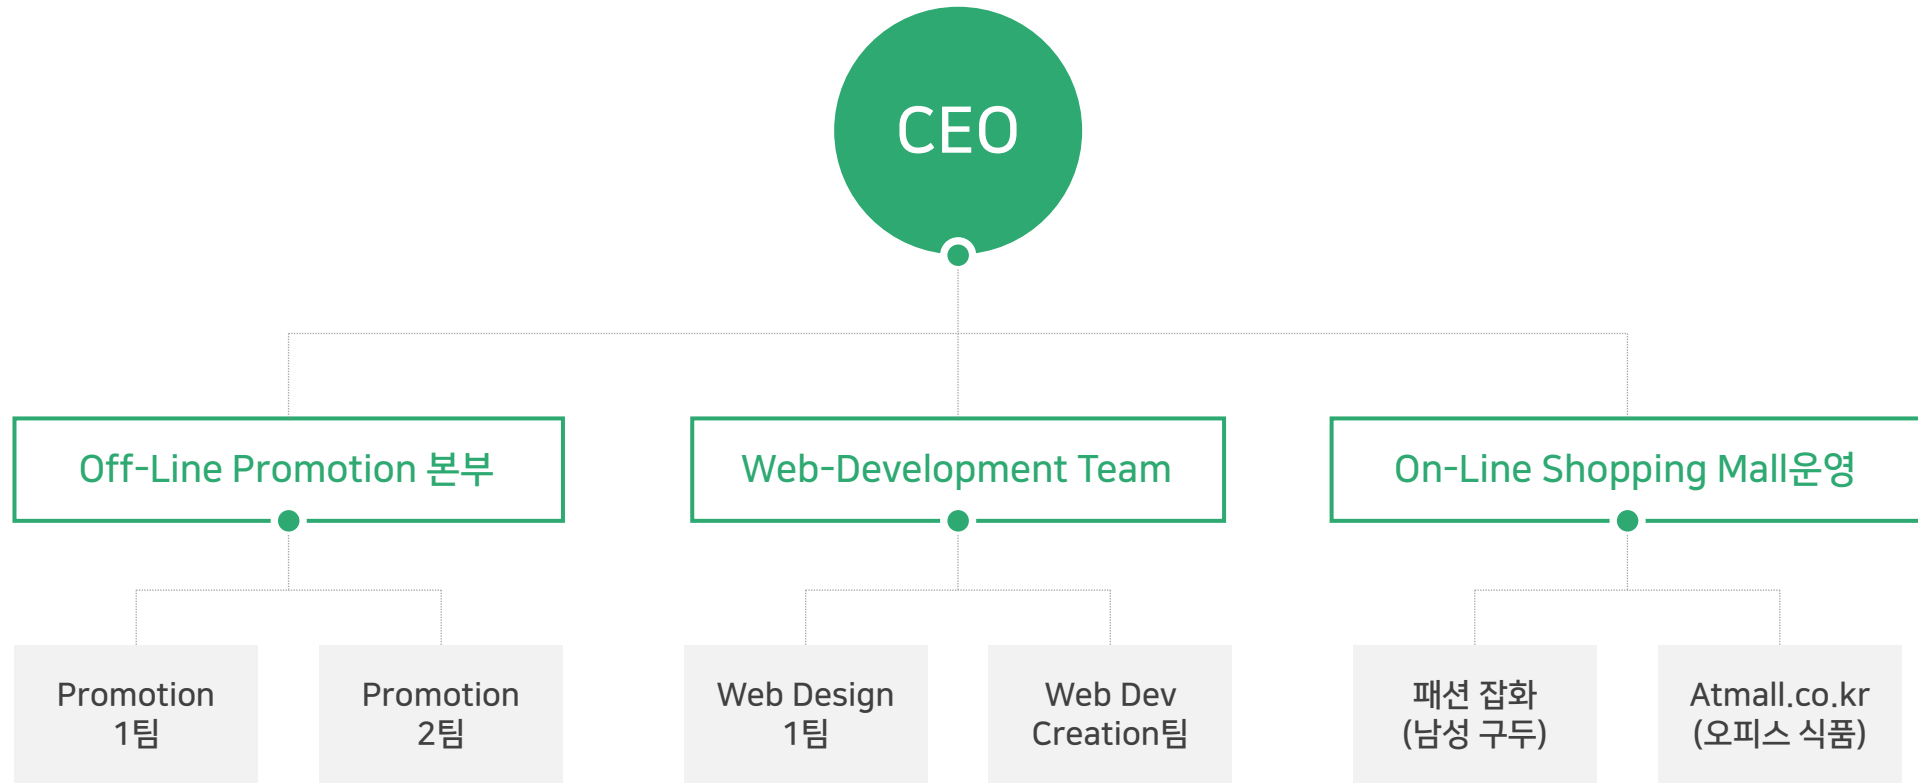 CEO
Off-Line Promotion 본부
Web-Development Team
On-Line Shopping Mall운영
Promotion
1팀
Promotion
2팀
Web Design
1팀
Web Dev
Creation팀
패션 잡화
(남성 구두)
Atmall.co.kr
(오피스 식품)